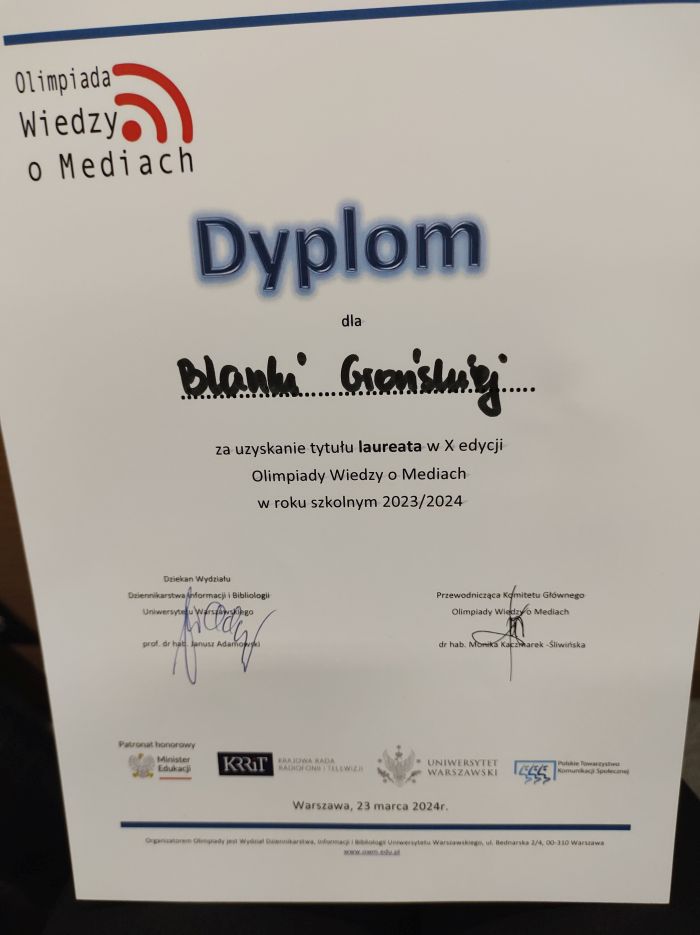 Olimpiada
Wiedzy
o Mediach
Dyplom
dla
Blanki Grońskiej
za uzyskanie tytułu laureata w X edycji
Olimpiady Wiedzy o Mediach
w roku szkolnym 2023/2024
Dziekan Wydziału
Dziennikarstwa Informacji i Bibliologii
Uniwersytetu Warszawskiego
prof. dr hab. Janusz Adamowski
Przewodnicząca Komitetu Głównego
Olimpiady Wiedzy o Mediach
dr hab. Monika Kaczmarek -Śliwińska
Patronat honorowy
Minister
Edukacji
KRRiT
KRAJOWA RADA
RADIOFONII I TELEWIZJI
UNIWERSYTET
WARSZAWSKI
Polskie Towarzystwo
Komunikacji Społecznej
Warszawa, 23 marca 2024r.
Organizatorem Olimpiady jest Wydział Dziennikarstwa, Informacji i Bibliologii Uniwersytetu Warszawskiego, ul. Bednarska 2/4, 00-310 Warszawa
www.owm.edu.pl